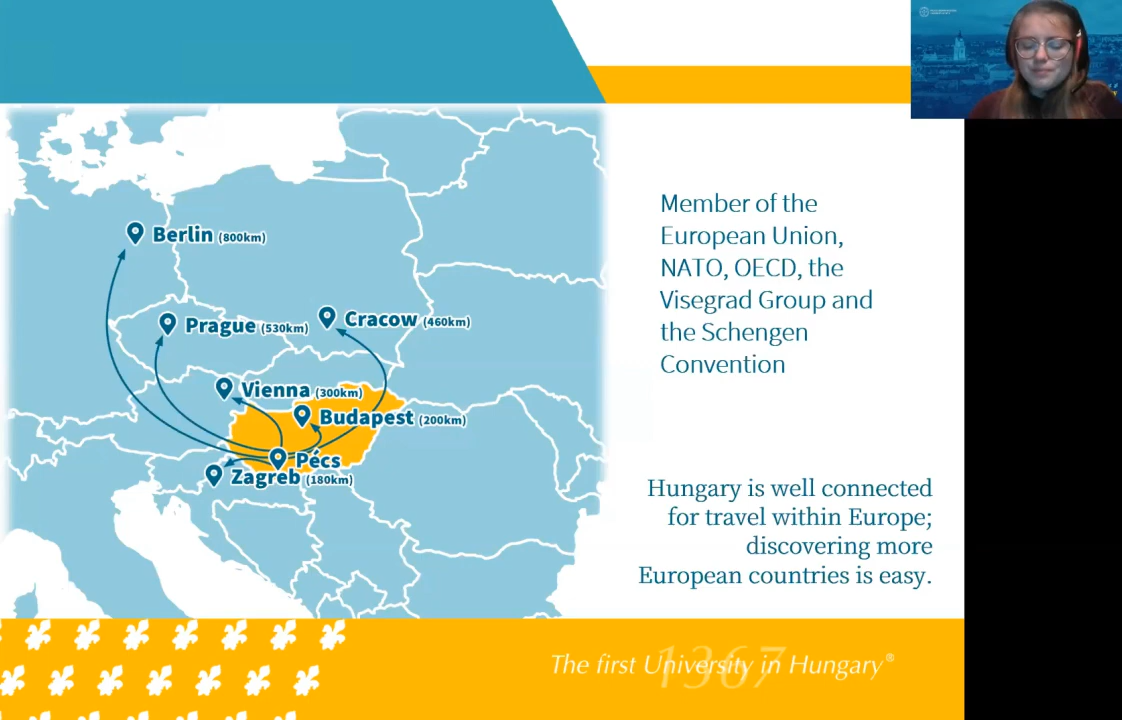 Berlin (800km)
Prague (530km)
Cracow (460km)
Vienna (300km)
Budapest (200km)
Pécs
Zagreb (180km)
Member of the
European Union,
NATO, OECD, the
Visegrad Group and
the Schengen
Convention
Hungary is well connected
for travel within Europe;
discovering more
European countries is easy.
1367
The first University in Hungary®